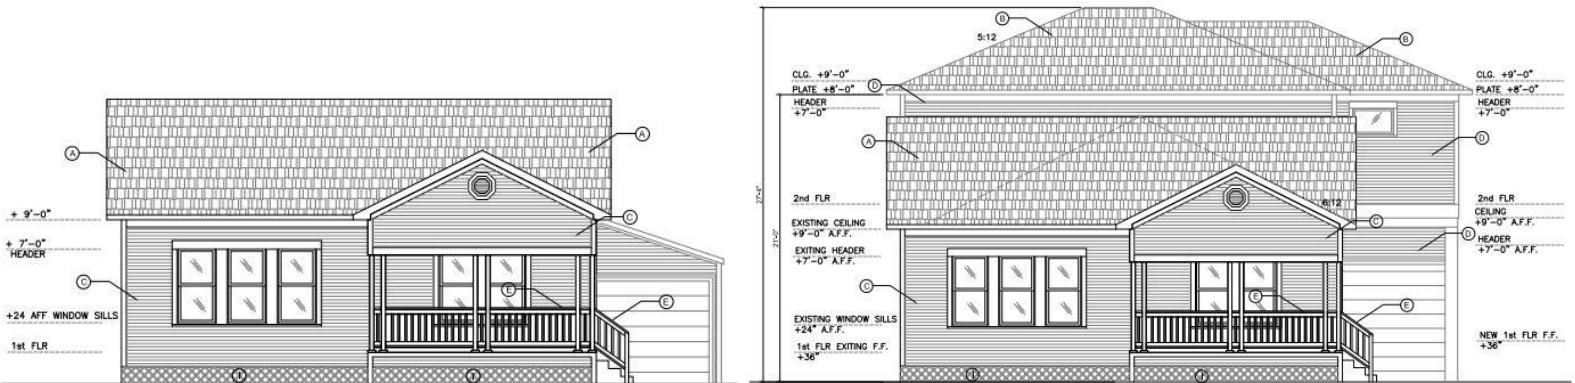 A
A
+ 9'-0"
C
+ 7'-0"
HEADER
C
E
E
+24 AFF WINDOW SILLS
1st FLR
I
I
B
5:12
B
CLG. +9'-0"
D
PLATE +8'-0"
HEADER
+7'-0"
CLG. +9'-0"
PLATE +8'-0"
HEADER
+7'-0"
A
D
27'-4"
2nd FLR
6:12
2nd FLR
EXISTING CEILING
+9'-0" A.F.F.
C
CEILING
+9'-0" A.F.F.
21'-0"
D
EXITING HEADER
+7'-0" A.F.F.
HEADER
+7'-0" A.F.F.
C
E
E
EXISTING WINDOW SILLS
+24" A.F.F.
1st FLR EXITING F.F.
+36"
NEW 1st FLR F.F.
+36"
I
I